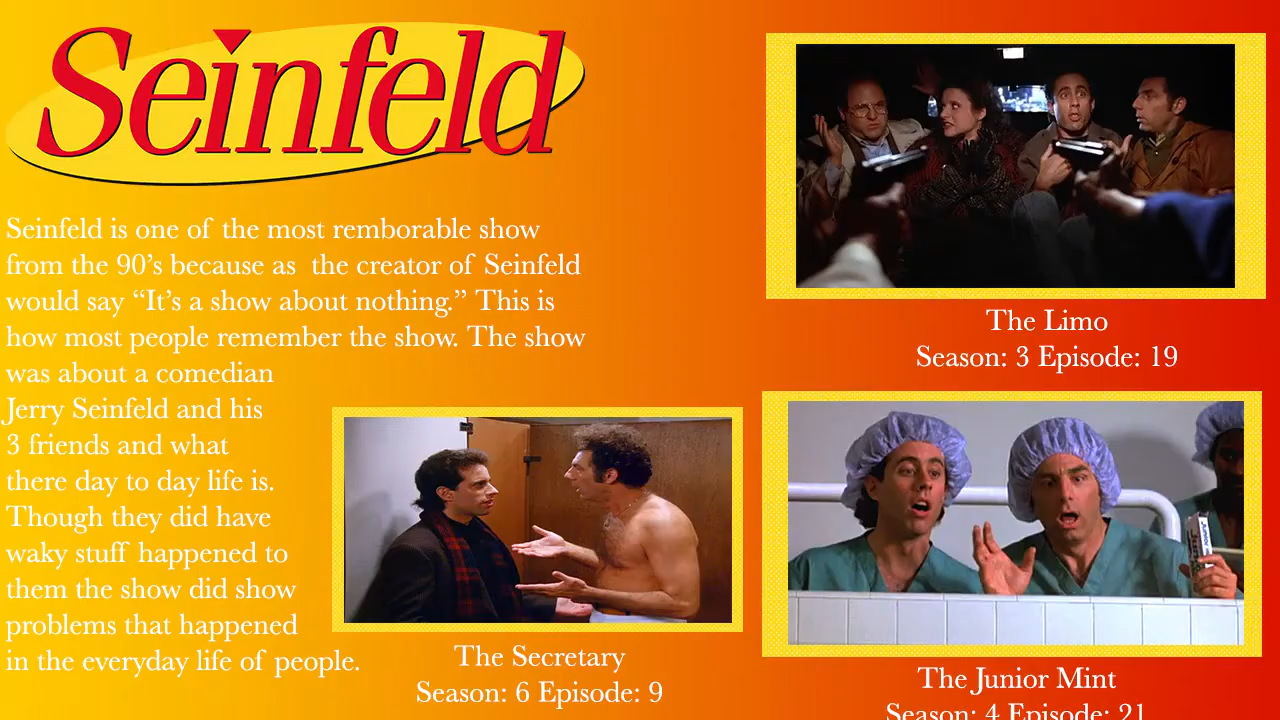 Seinfeld
Seinfeld is one of the most remborable show
from the 90’s because as the creator of Seinfeld
would say “It’s a show about nothing.” This is
how most people remember the show. The show
was about a comedian
Jerry Seinfeld and his
3 friends and what
there day to day life is.
Though they did have
waky stuff happened to
them the show did show
problems that happened
in the everyday life of people.
The Limo
Season: 3 Episode: 19
The Secretary
Season: 6 Episode: 9
The Junior Mint
Season: 4 Episode: 21